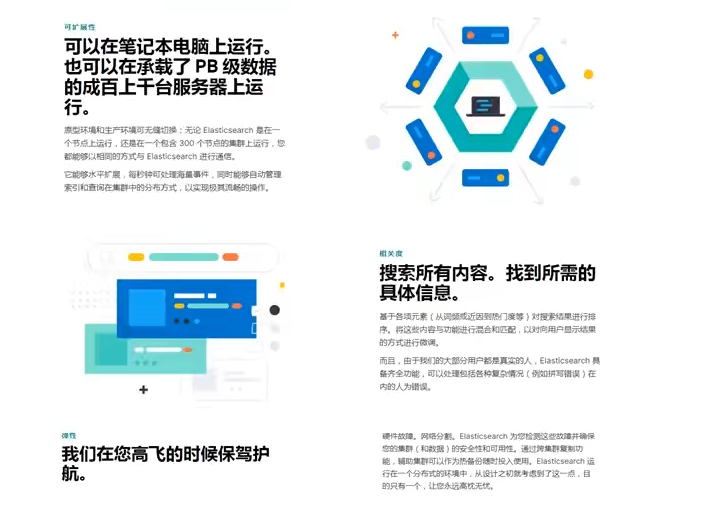 可扩展性
可以在笔记本电脑上运行。
也可以在承载了 PB 级数据
的成百上千台服务器上运
行。
原型环境和生产环境可无缝切换；无论 Elasticsearch 是在一
个节点上运行，还是在一个包含 300 个节点的集群上运行，您
都能够以相同的方式与 Elasticsearch 进行通信。
它能够水平扩展，每秒钟可处理海量事件，同时能够自动管理
索引和查询在集群中的分布方式，以实现极其流畅的操作。
相关度
搜索所有内容。找到所需的
具体信息。
基于各项元素（从词频或近因到热门度等）对搜索结果进行排
序。将这些内容与功能进行混合和匹配，以对向用户显示结果
的方式进行微调。
而且，由于我们的大部分用户都是真实的人，Elasticsearch 具
备齐全功能，可以处理包括各种复杂情况（例如拼写错误）在
内的人为错误。
弹性
我们在您高飞的时候保驾护
航。
硬件故障。网络分割。Elasticsearch 为您检测这些故障并确保
您的集群（和数据）的安全性和可用性。通过跨集群复制功
能，辅助集群可以作为热备份随时投入使用。Elasticsearch 运
行在一个分布式的环境中，从设计之初就考虑到了这一点，目
的只有一个，让您永远高枕无忧。